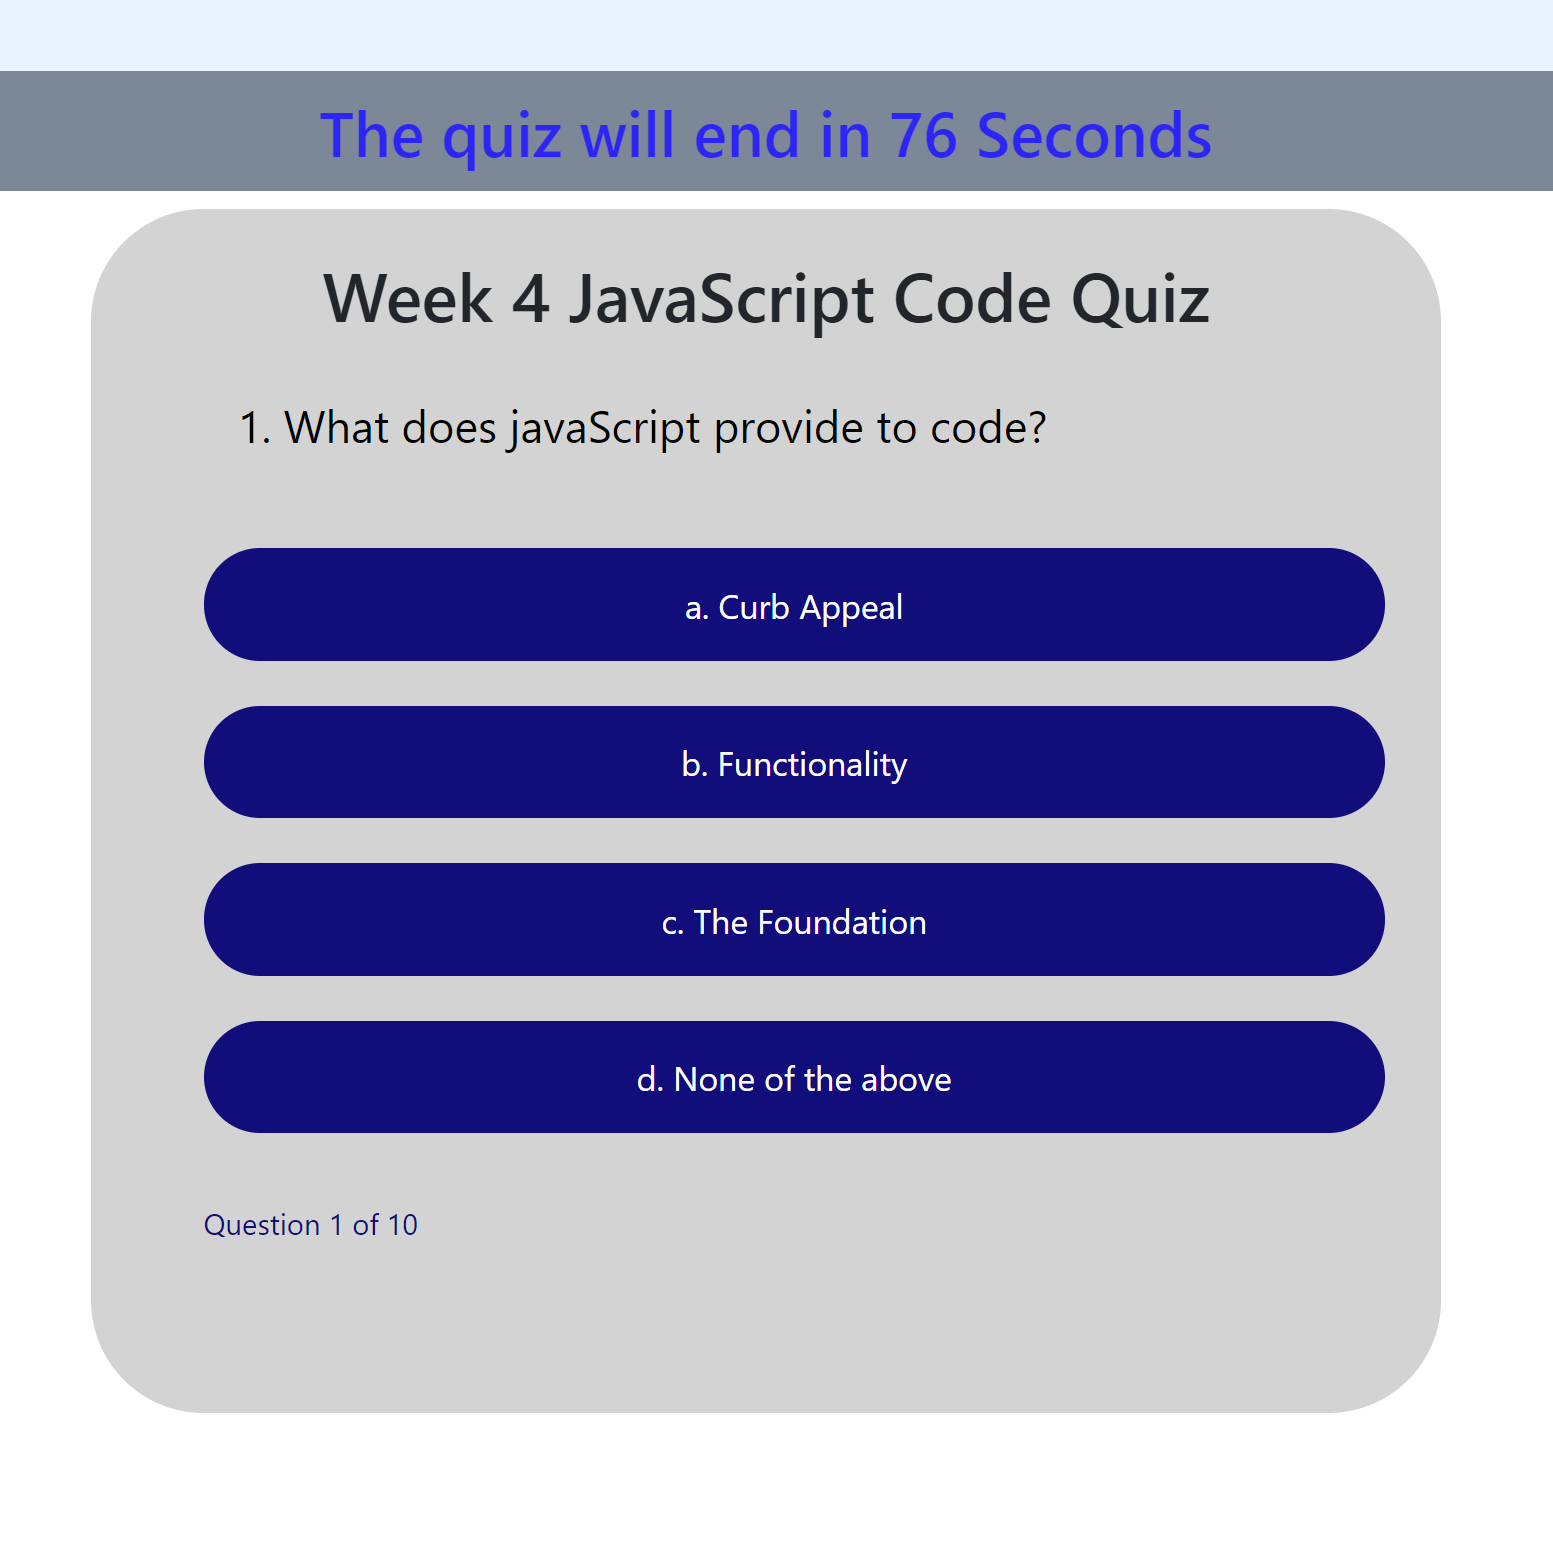 The quiz will end in 76 Seconds
Week 4 JavaScript Code Quiz
1. What does javaScript provide to code?
a. Curb Appeal
b. Functionality
c. The Foundation
d. None of the above
Question 1 of 10